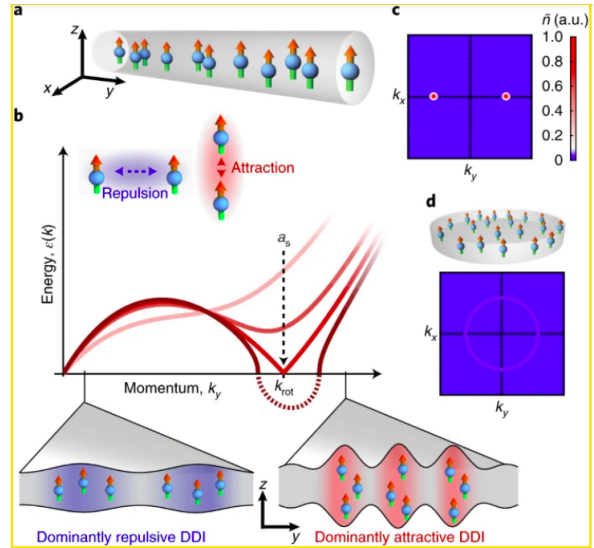 a
z
x
y
b
Repulsion
Attraction
Energy, ε(k)
a_s
Momentum, k_y
k_rot
Dominantly repulsive DDI
z
y
Dominantly attractive DDI
c
ñ (a.u.)
1.0
0.8
0.6
0.4
0.2
0
k_x
k_y
d
k_x
k_y